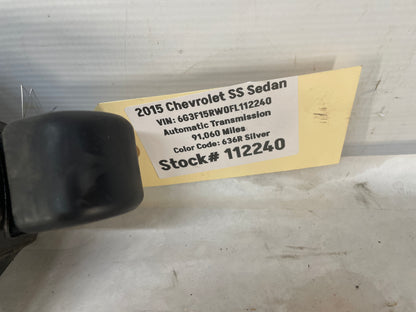 2015 Chevrolet SS Sedan
VIN: 6G3F15RW0FL112240
Automatic Transmission
91,060 Miles
Color Code: 636R Silver
Stock# 112240